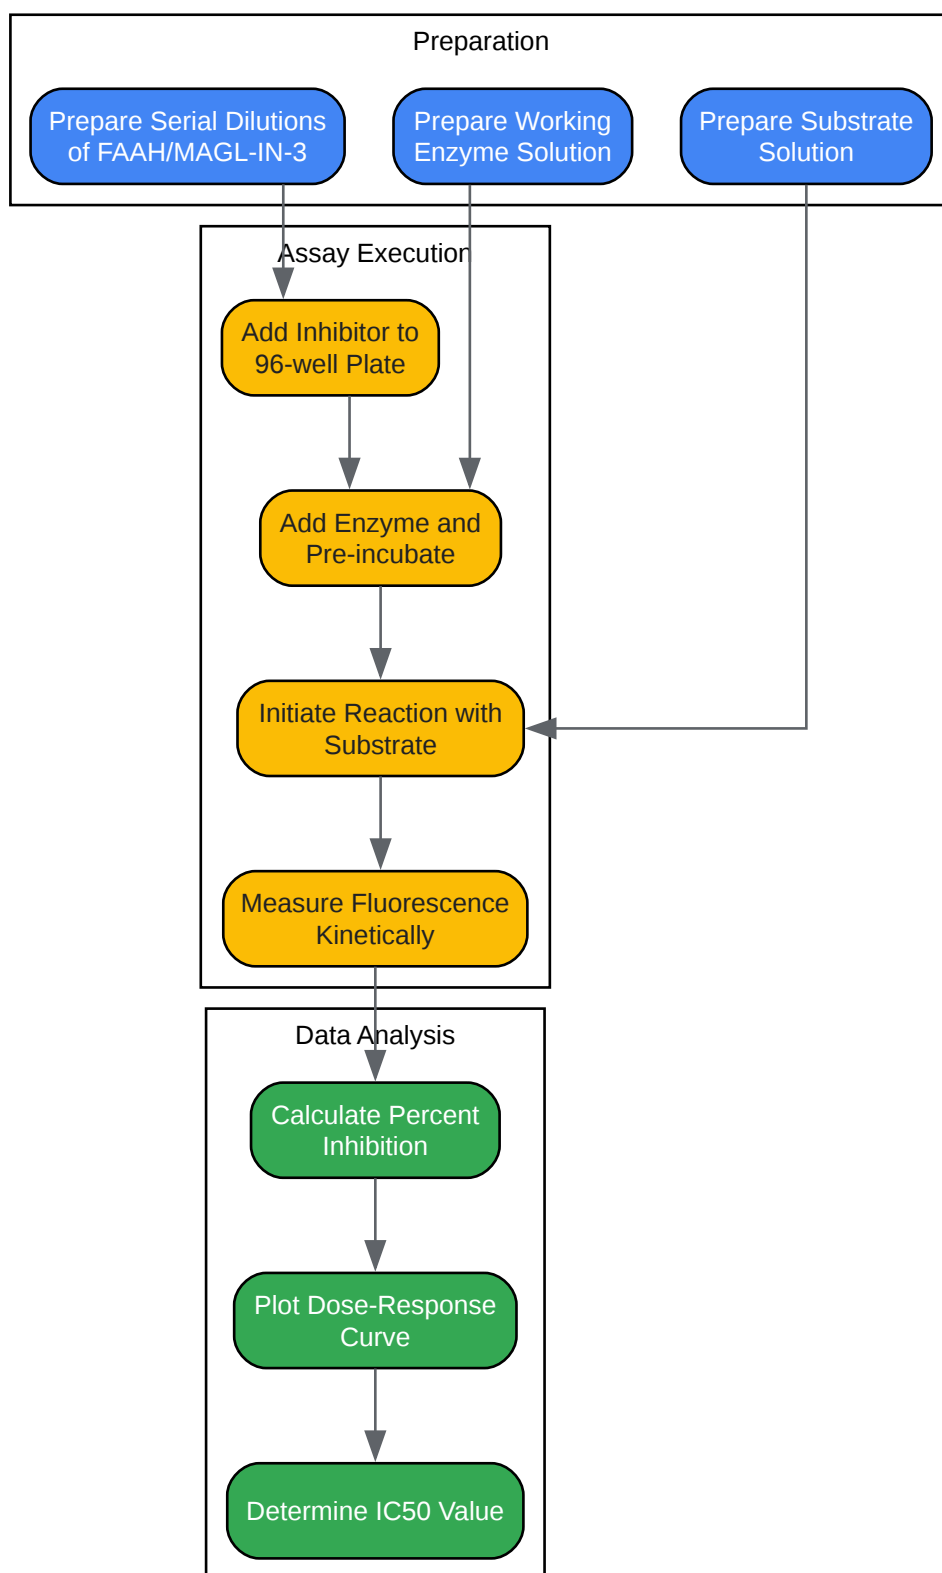 Preparation
Prepare Serial Dilutions
of FAAH/MAGL-IN-3
Prepare Working
Enzyme Solution
Prepare Substrate
Solution
Assay Execution
Add Inhibitor to
96-well Plate
Add Enzyme and
Pre-incubate
Initiate Reaction with
Substrate
Measure Fluorescence
Kinetically
Data Analysis
Calculate Percent
Inhibition
Plot Dose-Response
Curve
Determine IC50 Value